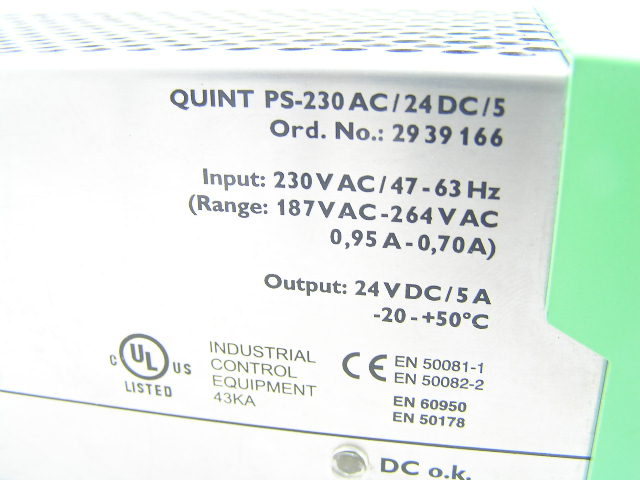 QUINT PS-230 AC/24 DC/5
Ord. No.: 29 39 166
Input: 230 V AC/47-63 Hz
(Range: 187 V AC-264 V AC
0,95 A-0,70 A)
Output: 24 V DC/5 A
-20-+50°C
C UL US
LISTED
INDUSTRIAL
CONTROL
EQUIPMENT
43KA
CE
EN 50081-1
EN 50082-2
EN 60950
EN 50178
DC o.k.